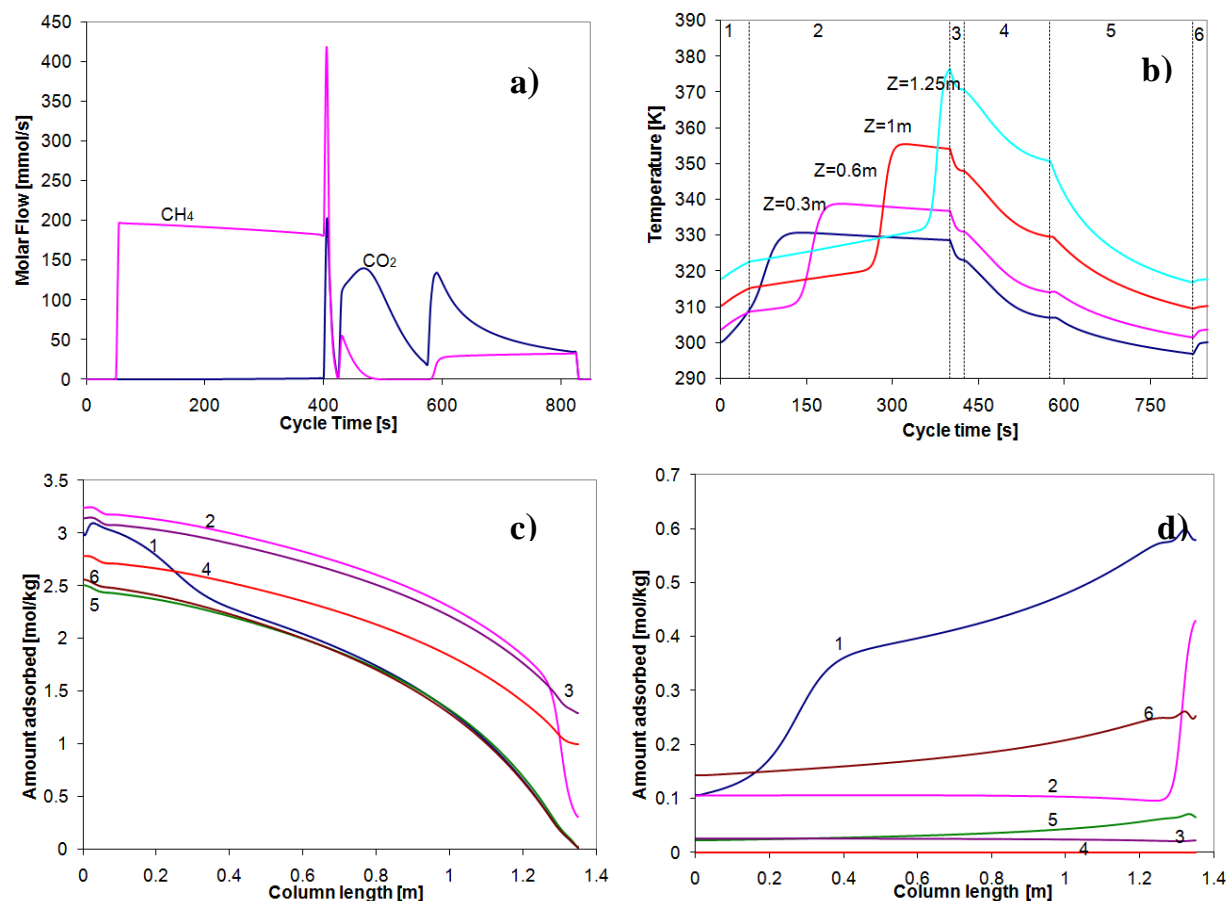 a)
Molar Flow [mmol/s]
450
400
350
300
250
200
150
100
50
0
CH4
CO2
0 200 400 600 800
Cycle Time [s]
b)
Temperature [K]
390
380
370
360
350
340
330
320
310
300
290
1 2 3 4 5 6
Z=1.25m
Z=1m
Z=0.6m
Z=0.3m
0 150 300 450 600 750
Cycle time [s]
c)
Amount adsorbed [mol/kg]
3.5
3
2.5
2
1.5
1
0.5
0
2
1
4
6
5
3
0 0.2 0.4 0.6 0.8 1 1.2 1.4
Column length [m]
d)
Amount adsorbed [mol/kg]
0.7
0.6
0.5
0.4
0.3
0.2
0.1
0
1
6
2
5
3
4
0 0.2 0.4 0.6 0.8 1 1.2 1.4
Column length [m]